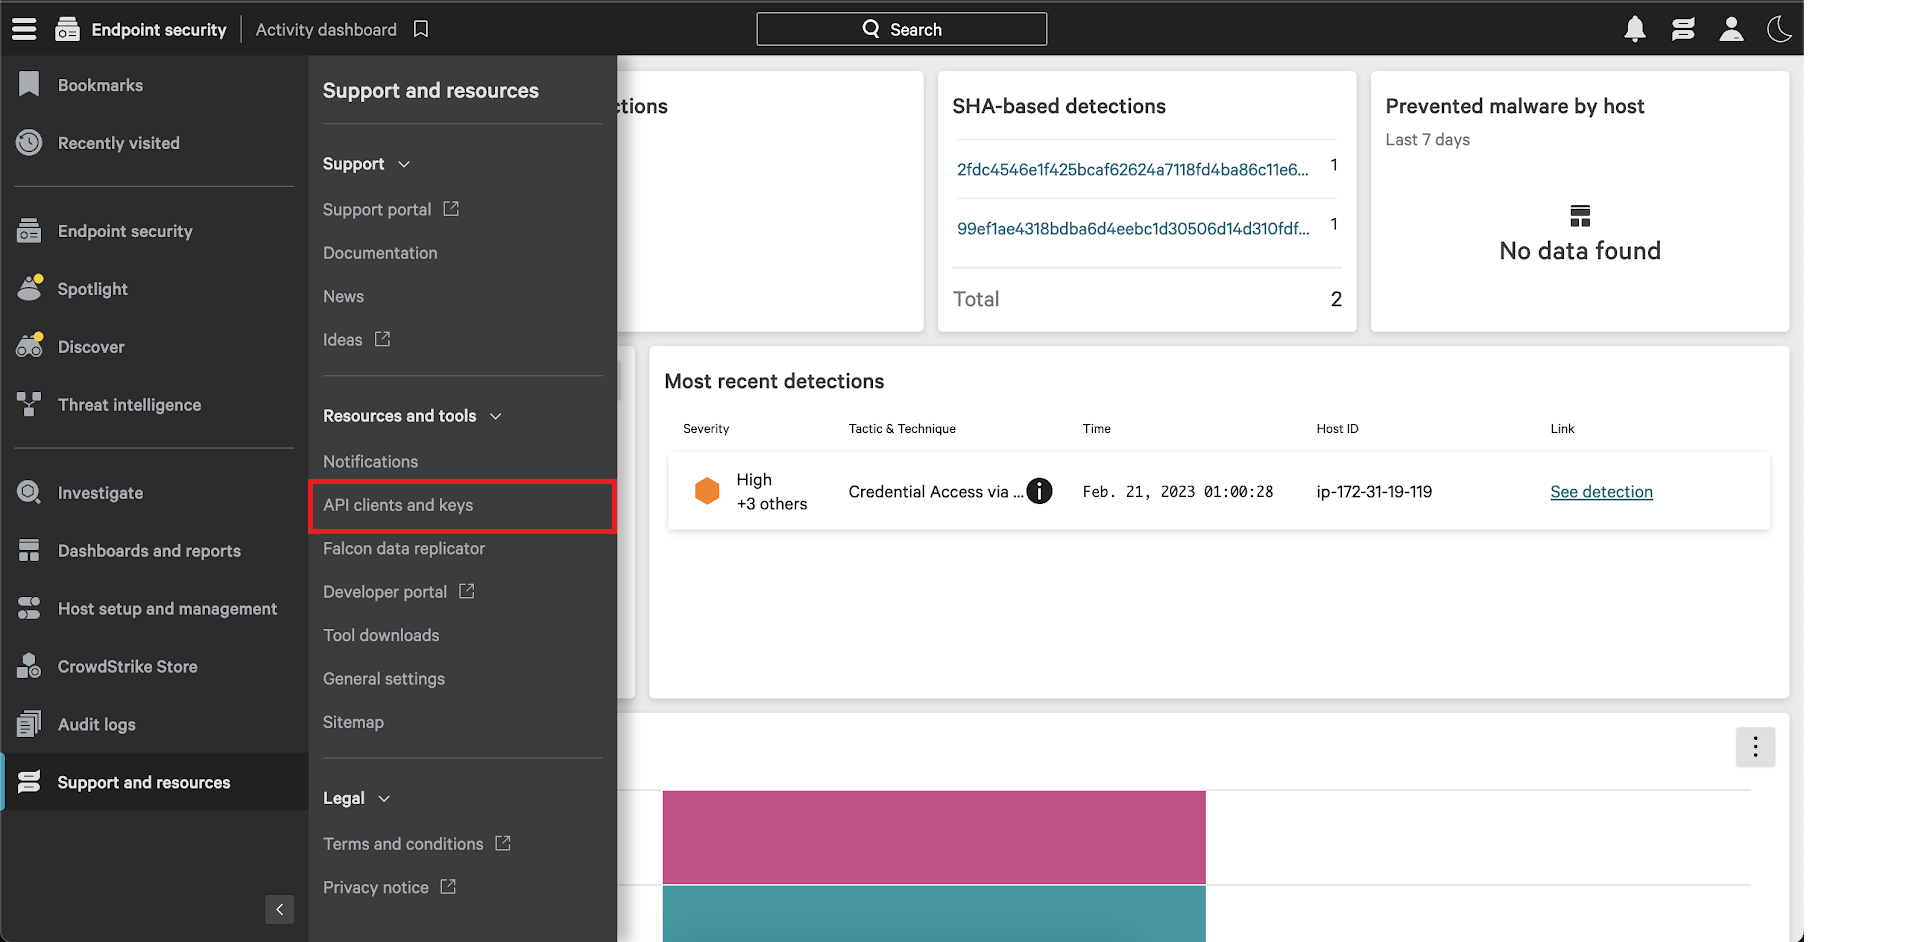 Endpoint security
Activity dashboard
Search
Bookmarks
Recently visited
Endpoint security
Spotlight
Discover
Threat intelligence
Investigate
Dashboards and reports
Host setup and management
CrowdStrike Store
Audit logs
Support and resources
Support and resources
Support
Support portal
Documentation
News
Ideas
Resources and tools
Notifications
API clients and keys
Falcon data replicator
Developer portal
Tool downloads
General settings
Sitemap
Legal
Terms and conditions
Privacy notice
SHA-based detections
2fdc4546e1f425bcaf62624a7118fd4ba86c11e6... 1
99ef1ae4318bdba6d4eebc1d30506d14d310fdf... 1
Total 2
Prevented malware by host
Last 7 days
No data found
Most recent detections
Severity Tactic & Technique Time Host ID Link
High
+3 others
Credential Access via ... Feb. 21, 2023 01:00:28 ip-172-31-19-119 See detection